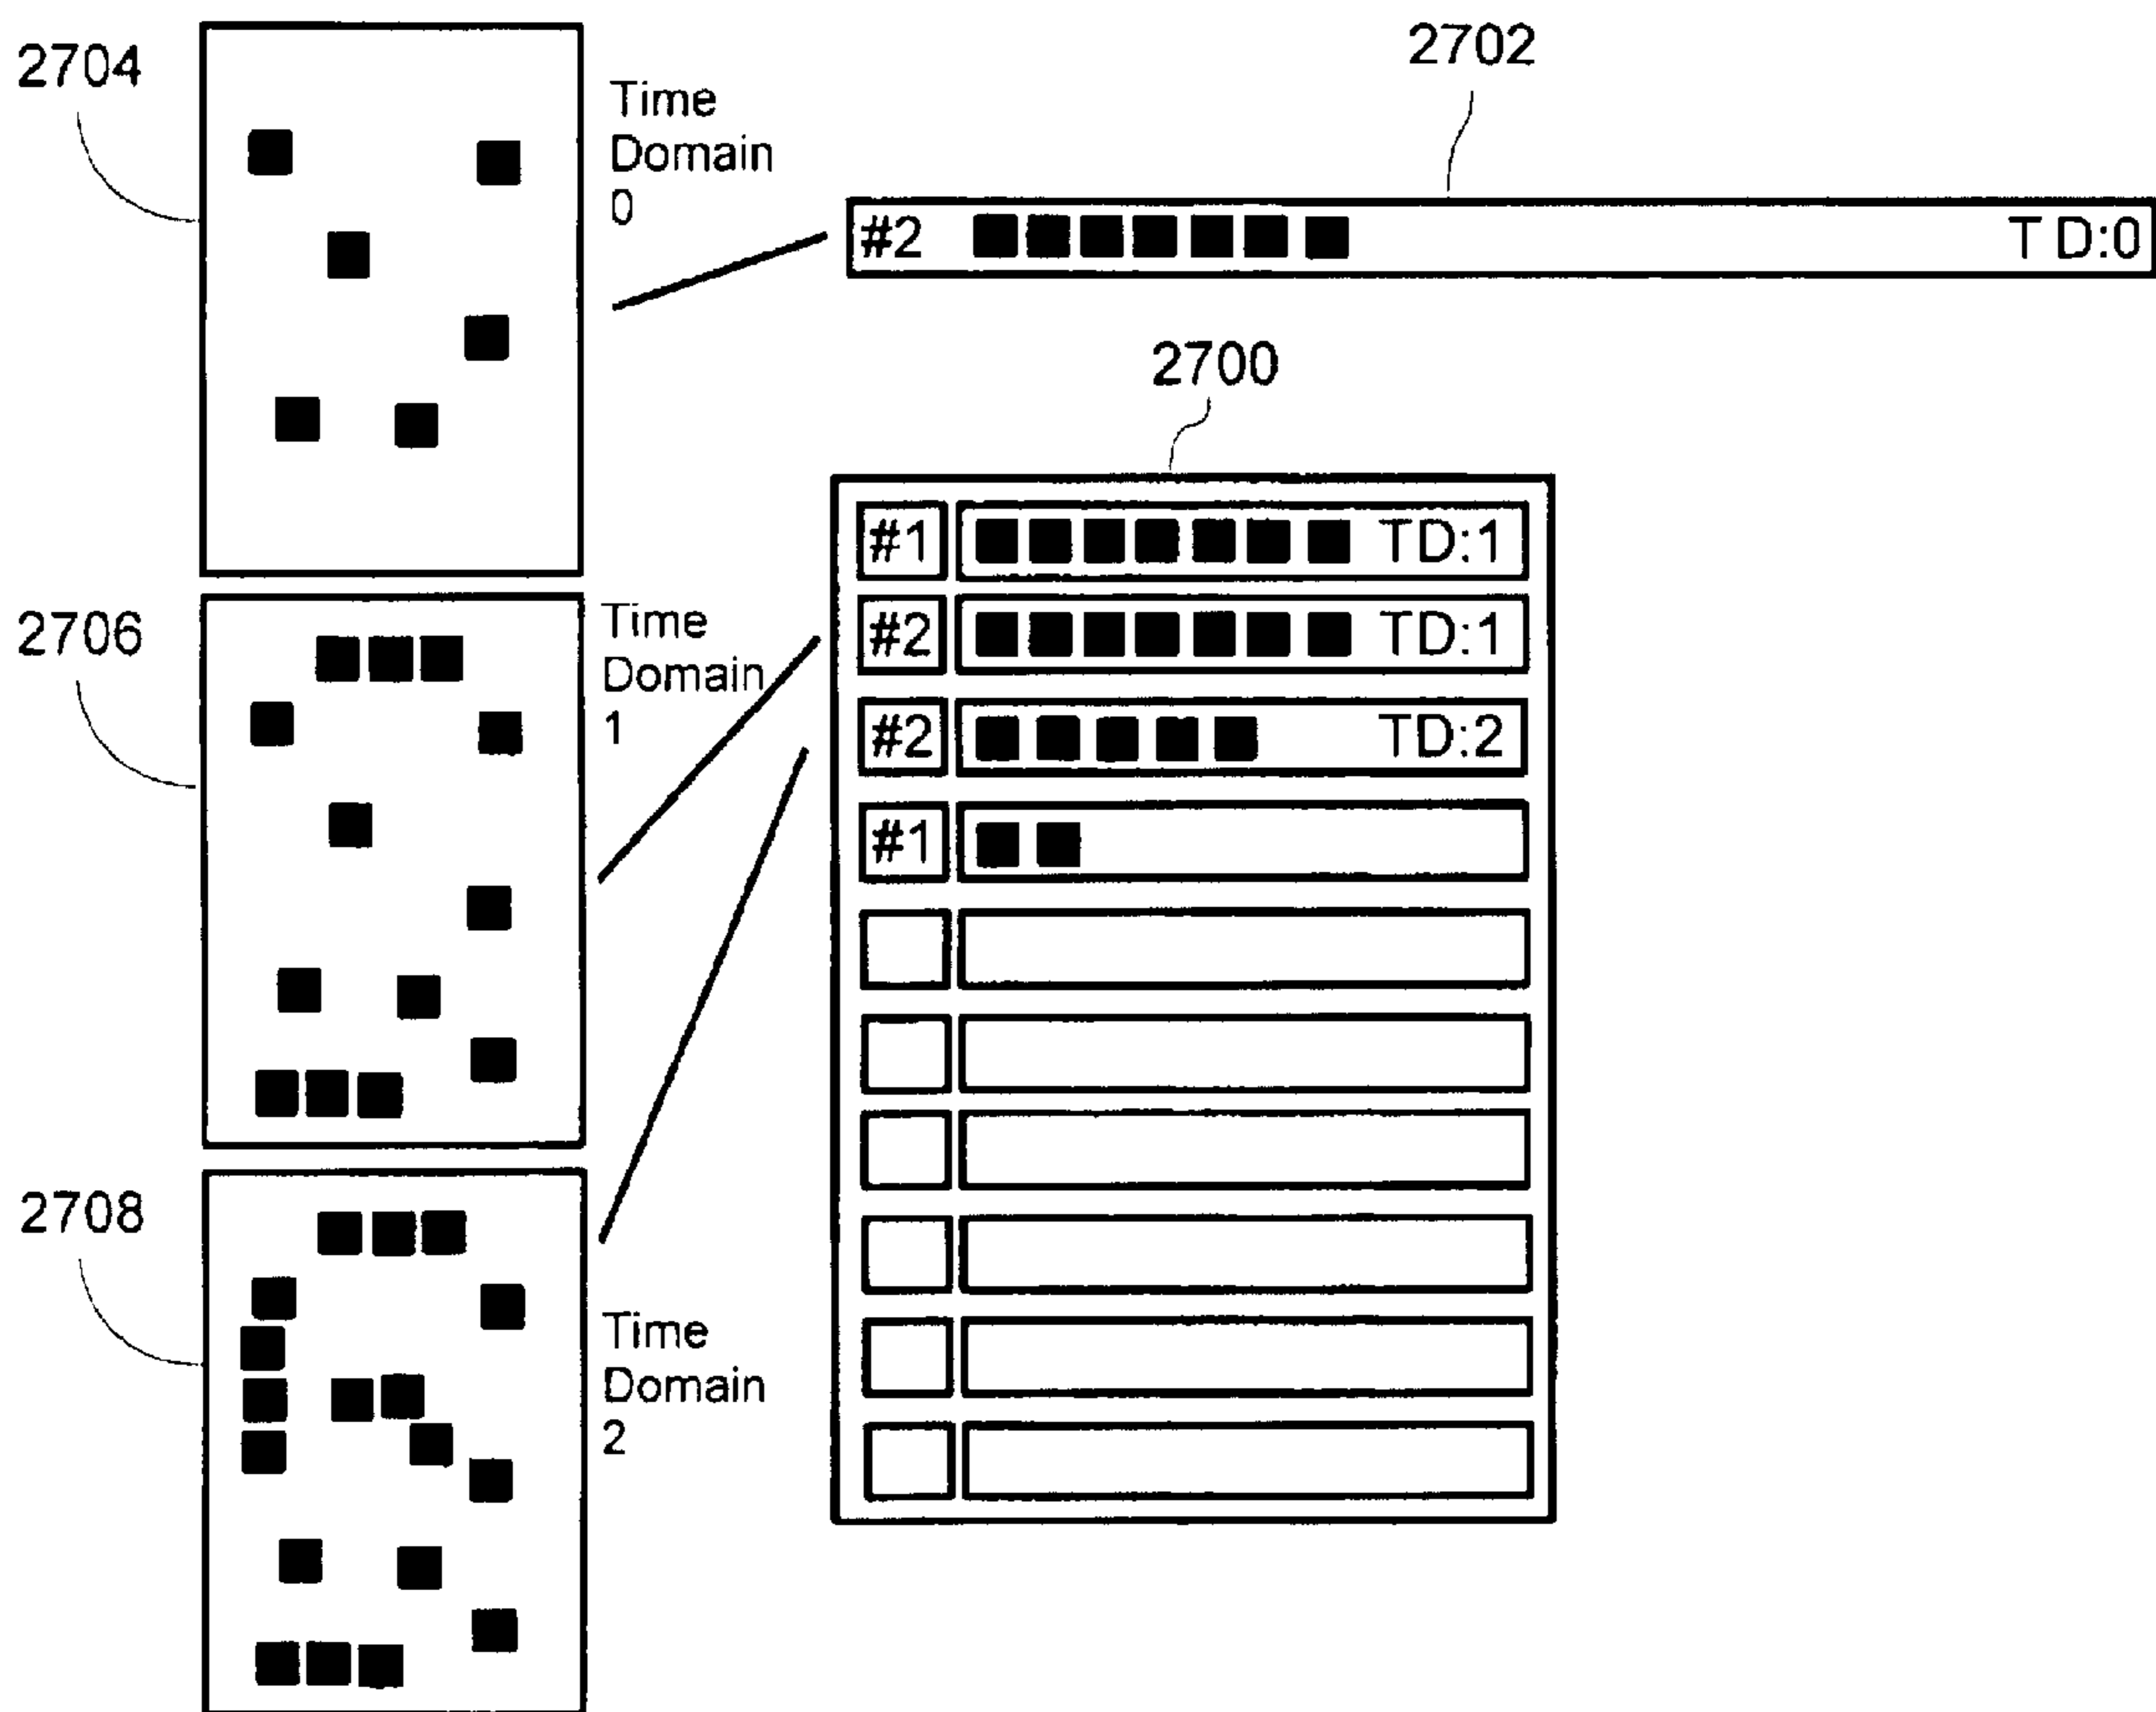 2704
Time
Domain
0
2702
#2 T D:0
2700
#1 TD:1
#2 TD:1
#2 TD:2
#1
2706
Time
Domain
1
2708
Time
Domain
2